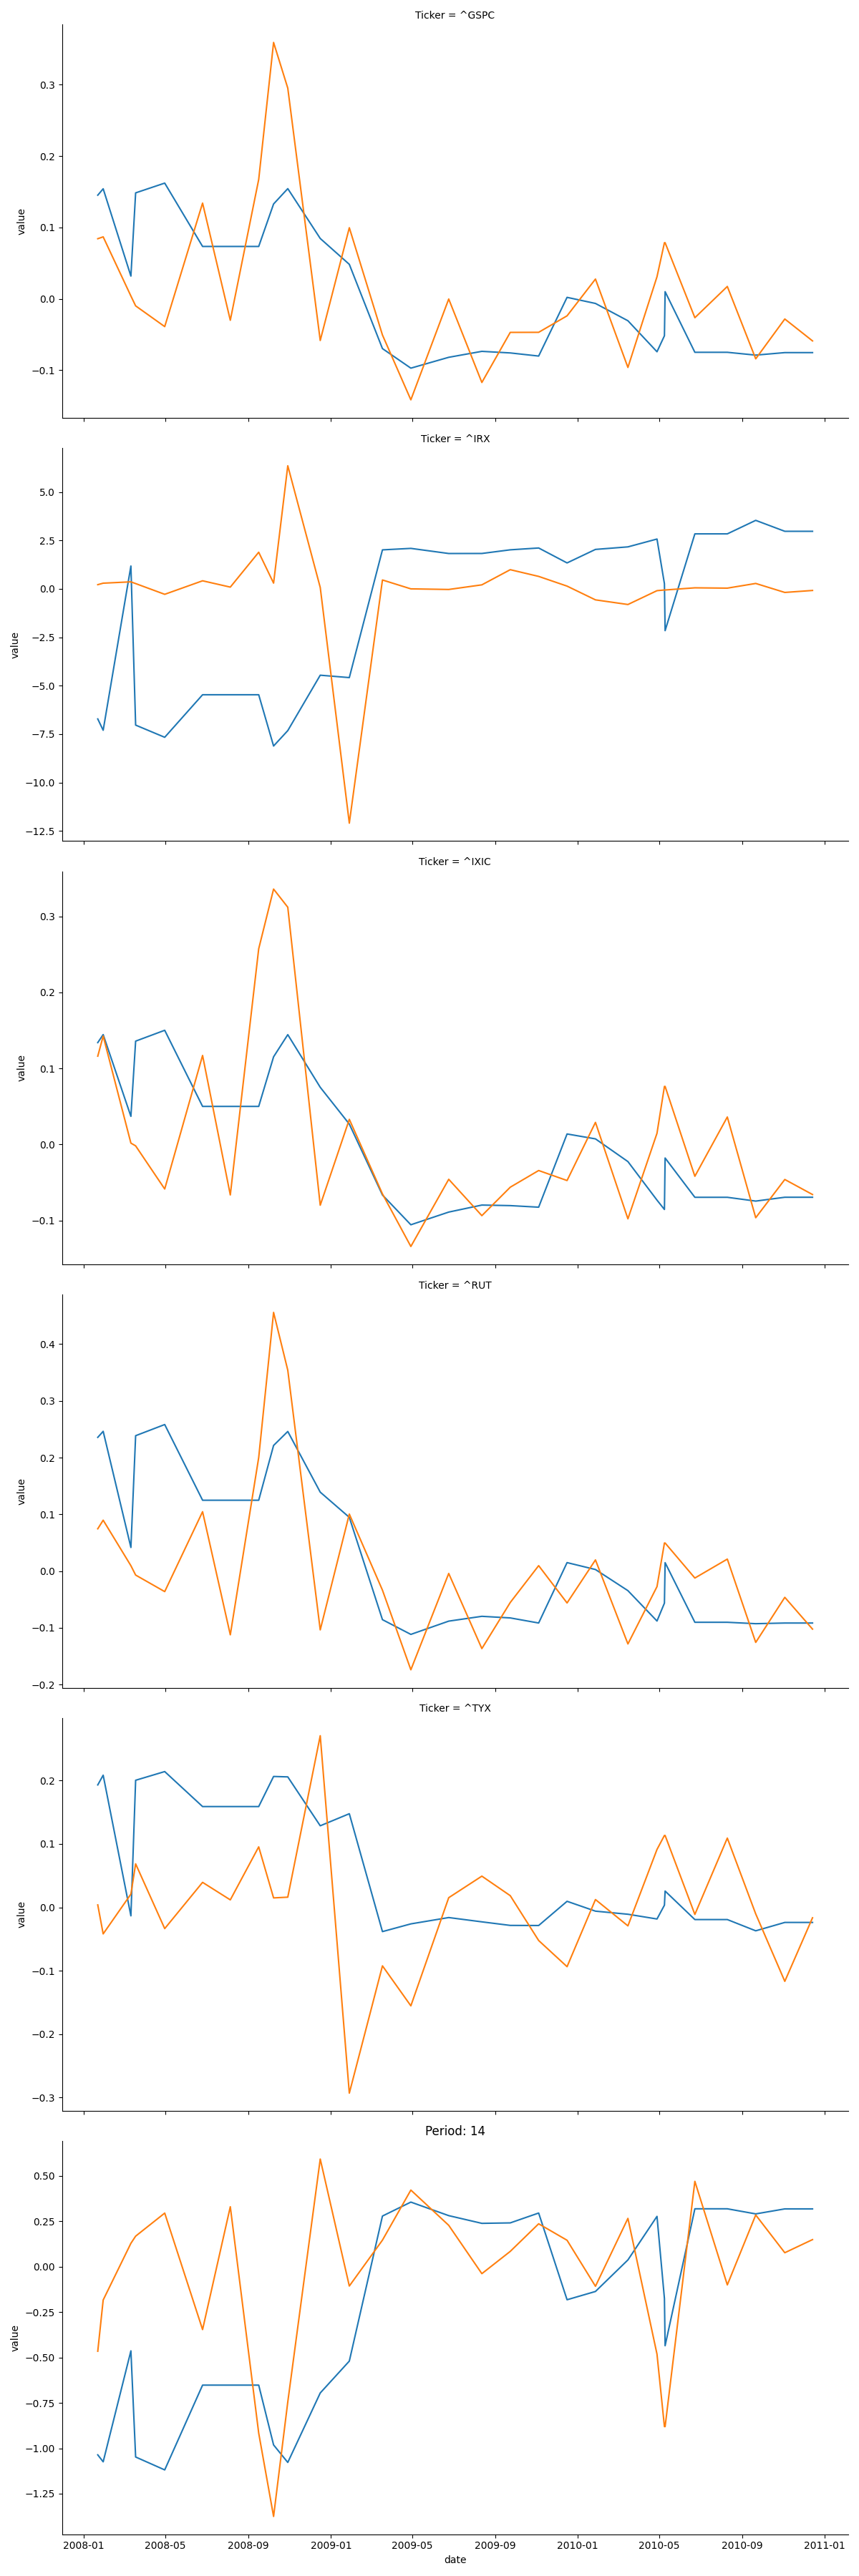 Ticker = ^GSPC
0.3
0.2
0.1
0.0
−0.1
value
Ticker = ^IRX
5.0
2.5
0.0
−2.5
−5.0
−7.5
−10.0
−12.5
value
Ticker = ^IXIC
0.3
0.2
0.1
0.0
−0.1
value
Ticker = ^RUT
0.4
0.3
0.2
0.1
0.0
−0.1
−0.2
value
Ticker = ^TYX
0.2
0.1
0.0
−0.1
−0.2
−0.3
value
Period: 14
0.50
0.25
0.00
−0.25
−0.50
−0.75
−1.00
−1.25
value
2008-01 2008-05 2008-09 2009-01 2009-05 2009-09 2010-01 2010-05 2010-09 2011-01
date